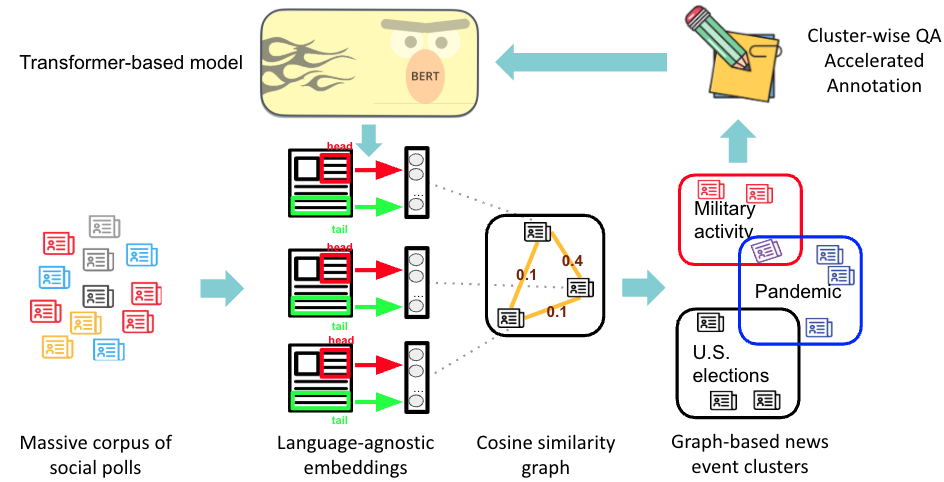 Transformer-based model
BERT
Cluster-wise QA
Accelerated
Annotation
head
...
tail
head
...
tail
head
...
tail
0.1
0.4
0.1
Military
activity
Pandemic
U.S.
elections
Massive corpus of
social polls
Language-agnostic
embeddings
Cosine similarity
graph
Graph-based news
event clusters